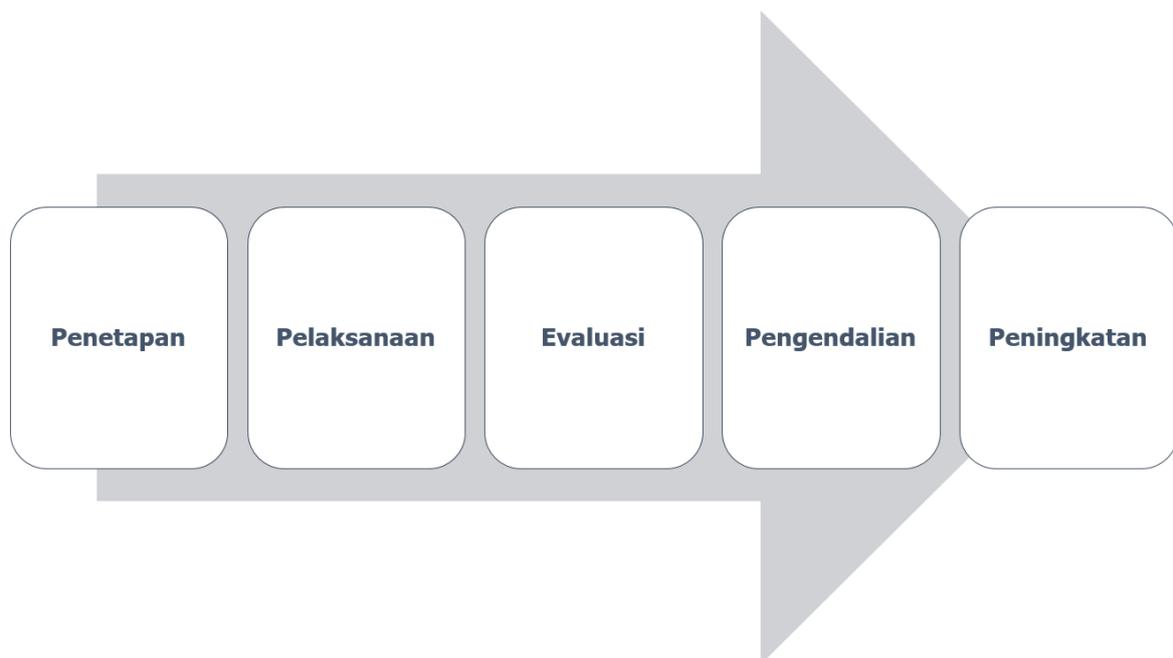 Penetapan
Pelaksanaan
Evaluasi
Pengendalian
Peningkatan